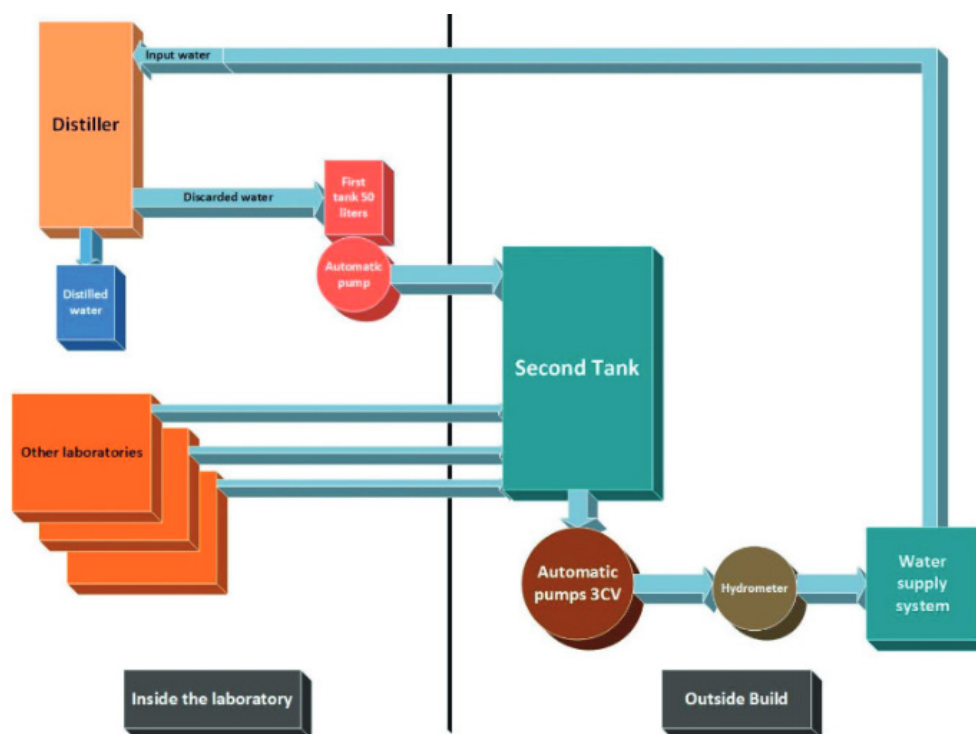 Input water
Distiller
Discarded water
First
tank 50
liters
Automatic
pump
Distilled
water
Second Tank
Other laboratories
Automatic
pumps 3CV
Hydrometer
Water
supply
system
Inside the laboratory
Outside Build